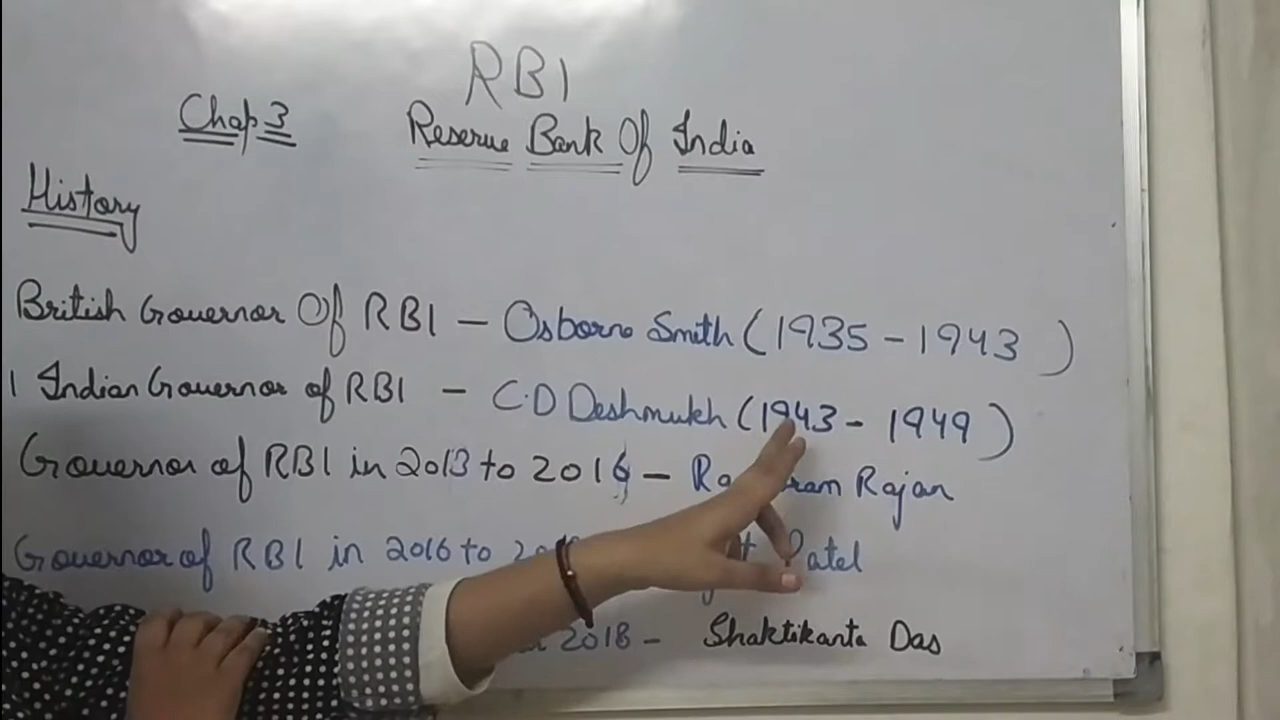 RBI
Chap 3 Reserve Bank Of India
History
British Governor Of RBI - Osborne Smith (1935 - 1943 )
1 Indian Governor of RBI - C.D Deshmukh (1943 - 1949 )
Governor of RBI in 2013 to 2016 - Rajan
Governor of RBI in 2016 to Patel
2018 - Shaktikanta Das